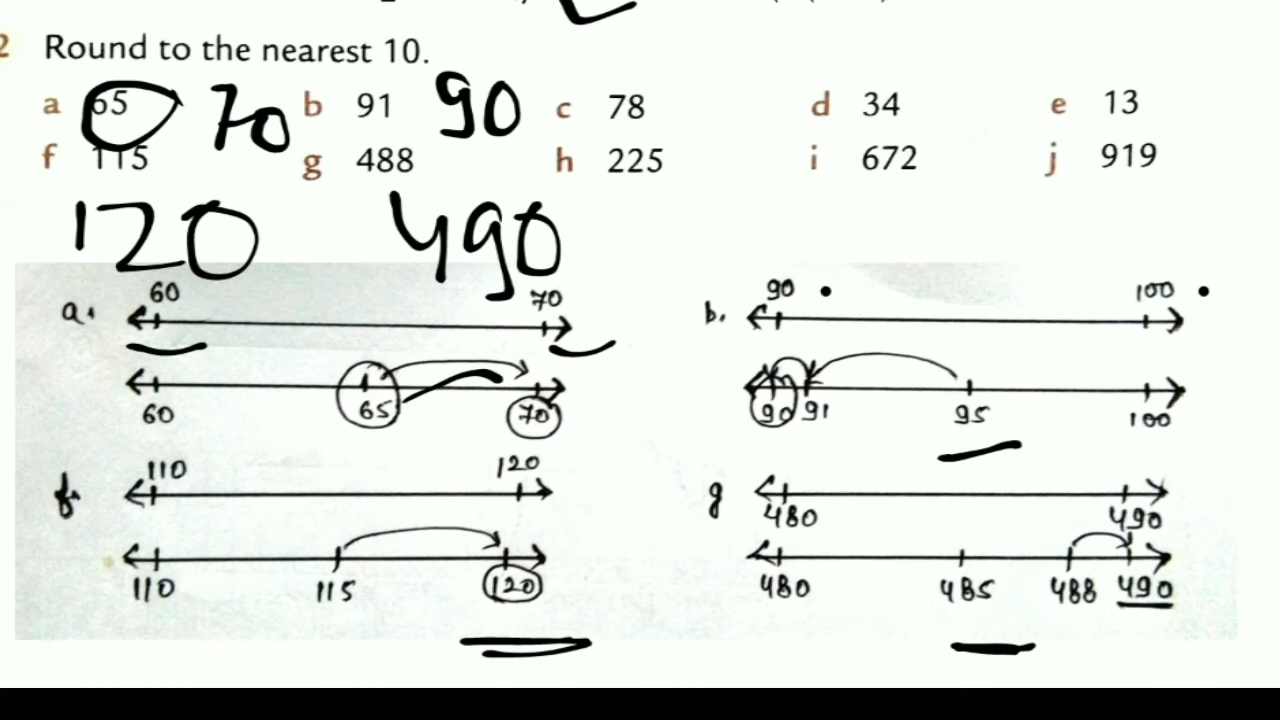 2 Round to the nearest 10.
a 65 70 b 91 90 c 78 d 34 e 13
f 115 g 488 h 225 i 672 j 919
120 490
a. 60 70
60 65 70
b. 90 100
90 91 95 100
f. 110 120
110 115 120
g 480 490
480 485 488 490